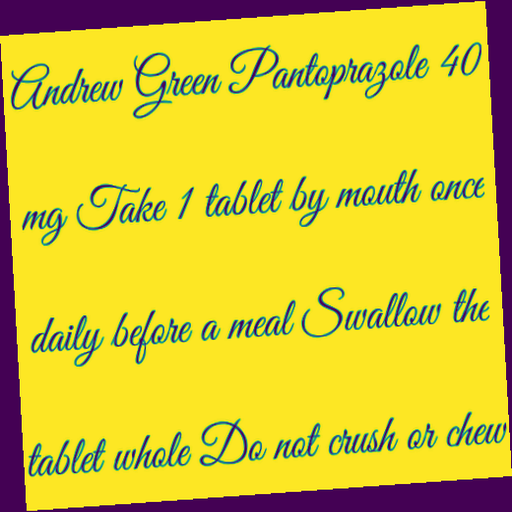 Andrew Green Pantoprazole 40
mg Take 1 tablet by mouth once
daily before a meal Swallow the
tablet whole Do not crush or chew